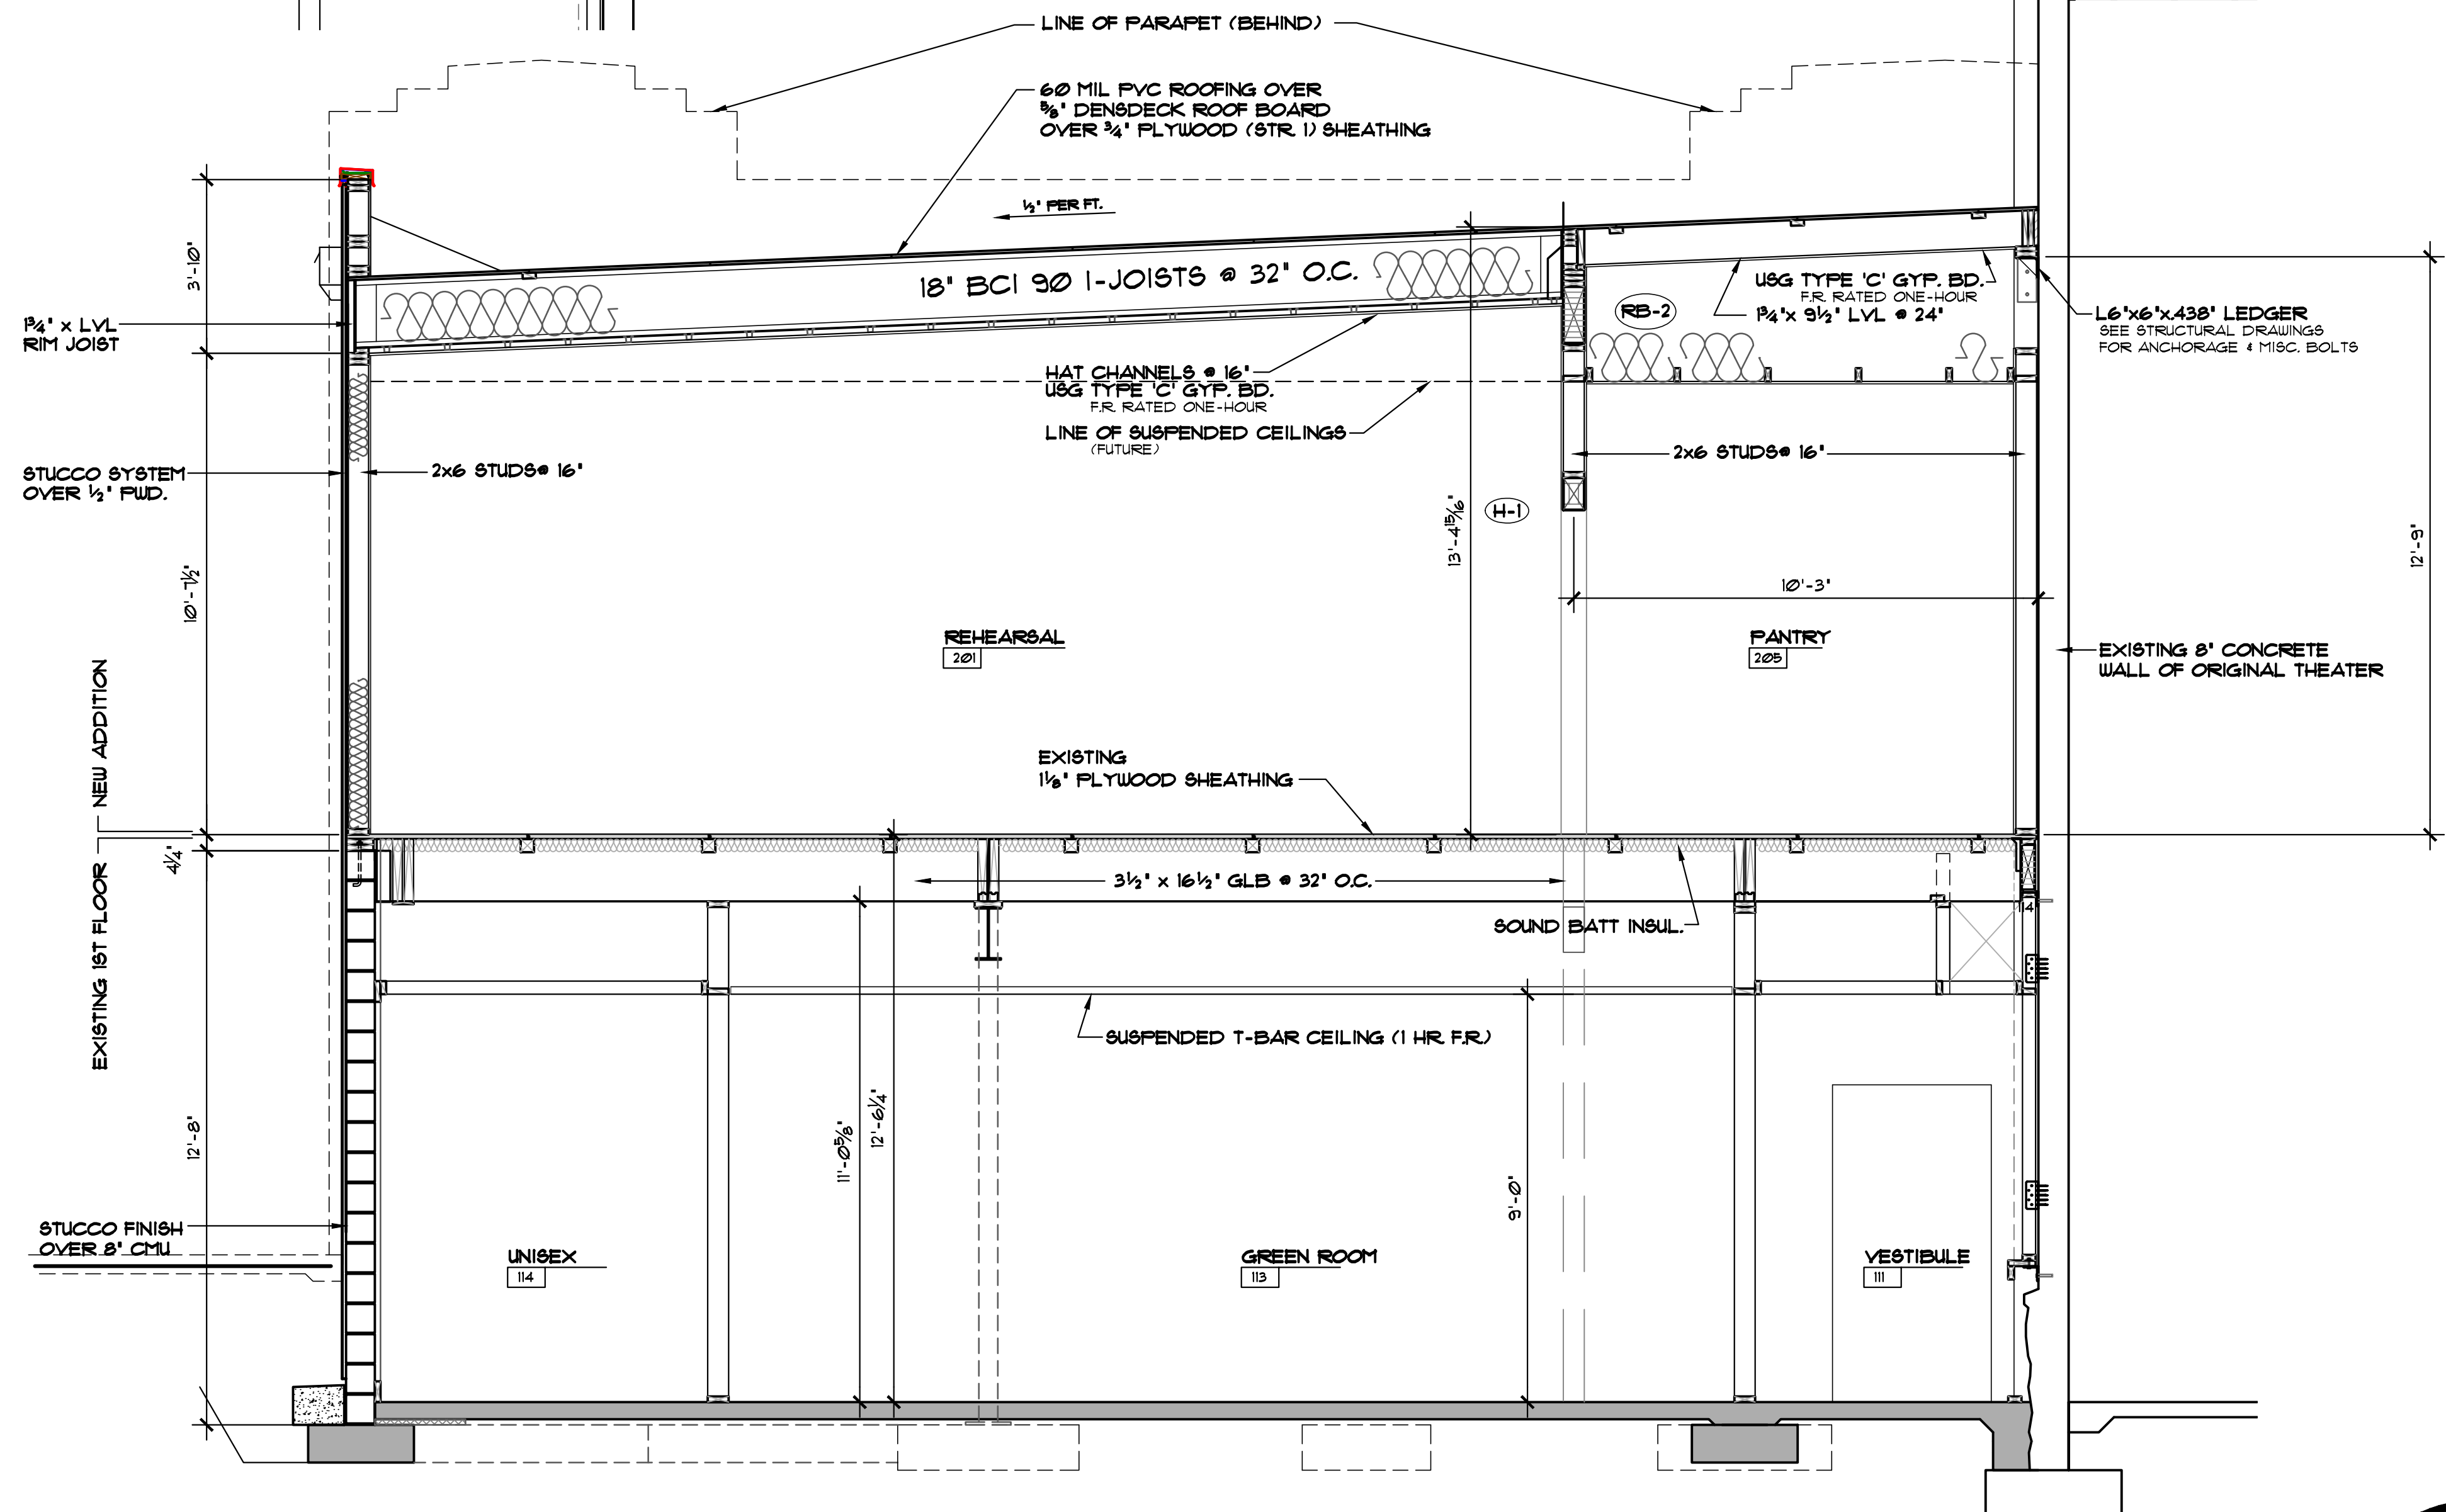 LINE OF PARAPET (BEHIND)
60 MIL PVC ROOFING OVER
5/8" DENSDECK ROOF BOARD
OVER 3/4" PLYWOOD (STR. 1) SHEATHING
1/2" PER FT.
3'-10"
18" BCI 90 I-JOISTS @ 32" O.C.
USG TYPE 'C' GYP. BD.
F.R. RATED ONE-HOUR
1 3/4" x 9 1/2" LVL @ 24"
RB-2
L6"x6"x.438" LEDGER
SEE STRUCTURAL DRAWINGS
FOR ANCHORAGE & MISC. BOLTS
1 3/4" x LVL
RIM JOIST
HAT CHANNELS @ 16"
USG TYPE 'C' GYP. BD.
F.R. RATED ONE-HOUR
LINE OF SUSPENDED CEILINGS
(FUTURE)
STUCCO SYSTEM
OVER 1/2" PWD.
2x6 STUDS@ 16"
2x6 STUDS@ 16"
13'-4 15/16"
H-1
12'-9"
10'-7 1/2"
10'-3"
REHEARSAL
201
PANTRY
205
EXISTING 8" CONCRETE
WALL OF ORIGINAL THEATER
NEW ADDITION
EXISTING 1ST FLOOR
EXISTING
1 1/8" PLYWOOD SHEATHING
4 1/4"
3 1/2" x 16 1/2" GLB @ 32" O.C.
SOUND BATT INSUL.
114
SUSPENDED T-BAR CEILING (1 HR. F.R.)
12'-8"
11'-0 5/8"
12'-6 1/4"
9'-0"
STUCCO FINISH
OVER 8" CMU
UNISEX
114
GREEN ROOM
113
VESTIBULE
111